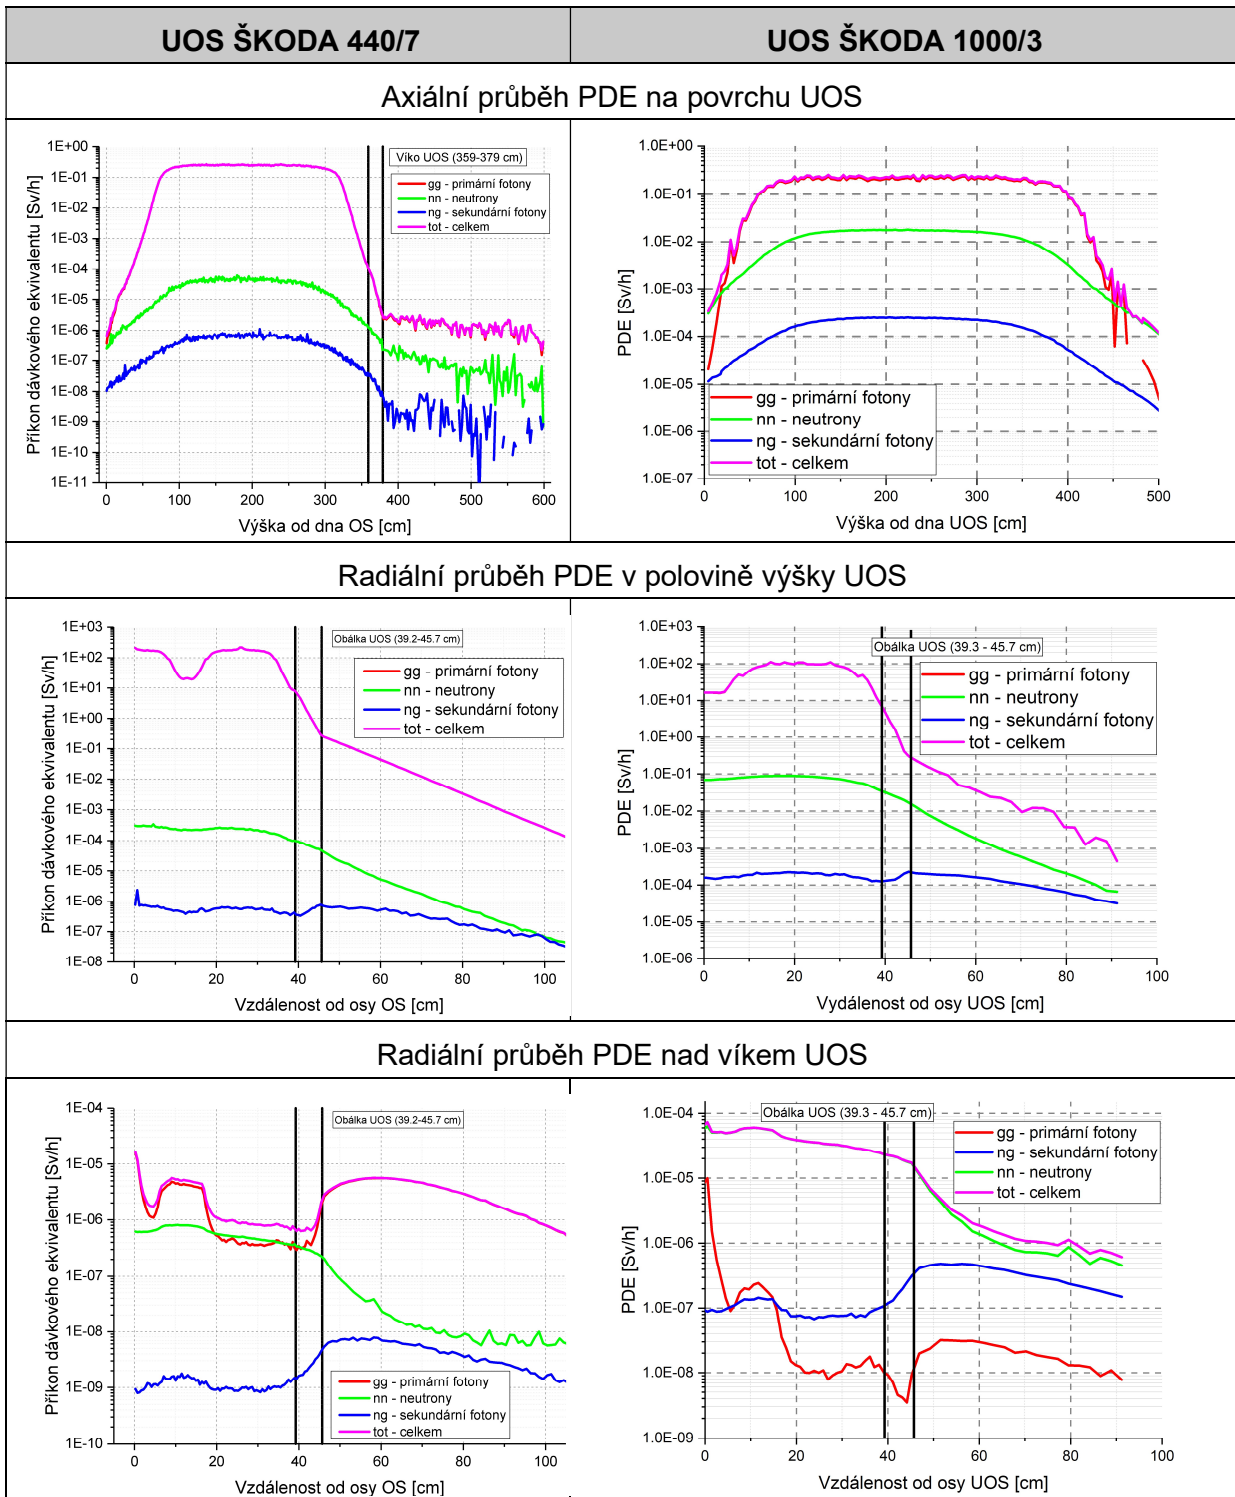 UOS ŠKODA 440/7
UOS ŠKODA 1000/3
Axiální průběh PDE na povrchu UOS
1E+00
1E-01
1E-02
1E-03
1E-04
1E-05
1E-06
1E-07
1E-08
1E-09
1E-10
1E-11
Příkon dávkového ekvivalentu [Sv/h]
Víko UOS (359-379 cm)
gg - primární fotony
nn - neutrony
ng - sekundární fotony
tot - celkem
0 100 200 300 400 500 600
Výška od dna OS [cm]
1.0E+00
1.0E-01
1.0E-02
1.0E-03
1.0E-04
1.0E-05
1.0E-06
1.0E-07
PDE [Sv/h]
gg - primární fotony
nn - neutrony
ng - sekundární fotony
tot - celkem
0 100 200 300 400 500
Výška od dna UOS [cm]
Radiální průběh PDE v polovině výšky UOS
1E+03
1E+02
1E+01
1E+00
1E-01
1E-02
1E-03
1E-04
1E-05
1E-06
1E-07
1E-08
Příkon dávkového ekvivalentu [Sv/h]
Obálka UOS (39.2-45.7 cm)
gg - primární fotony
nn - neutrony
ng - sekundární fotony
tot - celkem
0 20 40 60 80 100
Vzdálenost od osy OS [cm]
1.0E+03
1.0E+02
1.0E+01
1.0E+00
1.0E-01
1.0E-02
1.0E-03
1.0E-04
1.0E-05
1.0E-06
PDE [Sv/h]
Obálka UOS (39.3 - 45.7 cm)
gg - primární fotony
nn - neutrony
ng - sekundární fotony
tot - celkem
0 20 40 60 80 100
Vydálenost od osy UOS [cm]
Radiální průběh PDE nad víkem UOS
1E-04
1E-05
1E-06
1E-07
1E-08
1E-09
1E-10
Příkon dávkového ekvivalentu [Sv/h]
Obálka UOS (39.2-45.7 cm)
gg - primární fotony
nn - neutrony
ng - sekundární fotony
tot - celkem
0 20 40 60 80 100
Vzdálenost od osy OS [cm]
1.0E-04
1.0E-05
1.0E-06
1.0E-07
1.0E-08
1.0E-09
PDE [Sv/h]
Obálka UOS (39.3 - 45.7 cm)
gg - primární fotony
ng - sekundární fotony
nn - neutrony
tot - celkem
0 20 40 60 80 100
Vzdálenost od osy UOS [cm]